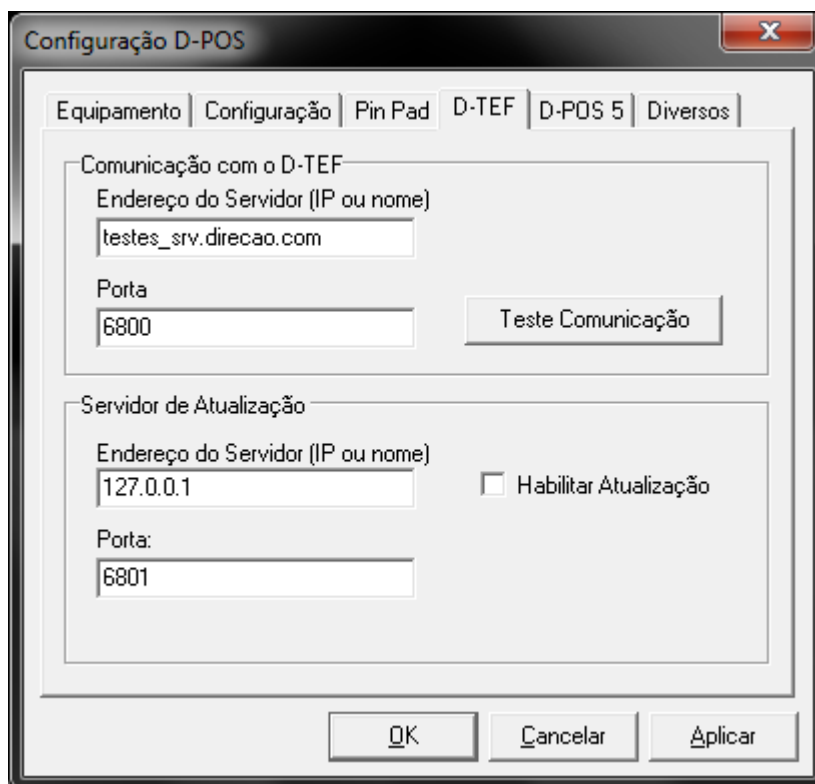 Configuração D-POS
Equipamento Configuração Pin Pad D-TEF D-POS 5 Diversos
Comunicação com o D-TEF
Endereço do Servidor (IP ou nome)
testes_srv.direcao.com
Porta
6800 Teste Comunicação
Servidor de Atualização
Endereço do Servidor (IP ou nome)
127.0.0.1 Habilitar Atualização
Porta:
6801
OK Cancelar Aplicar